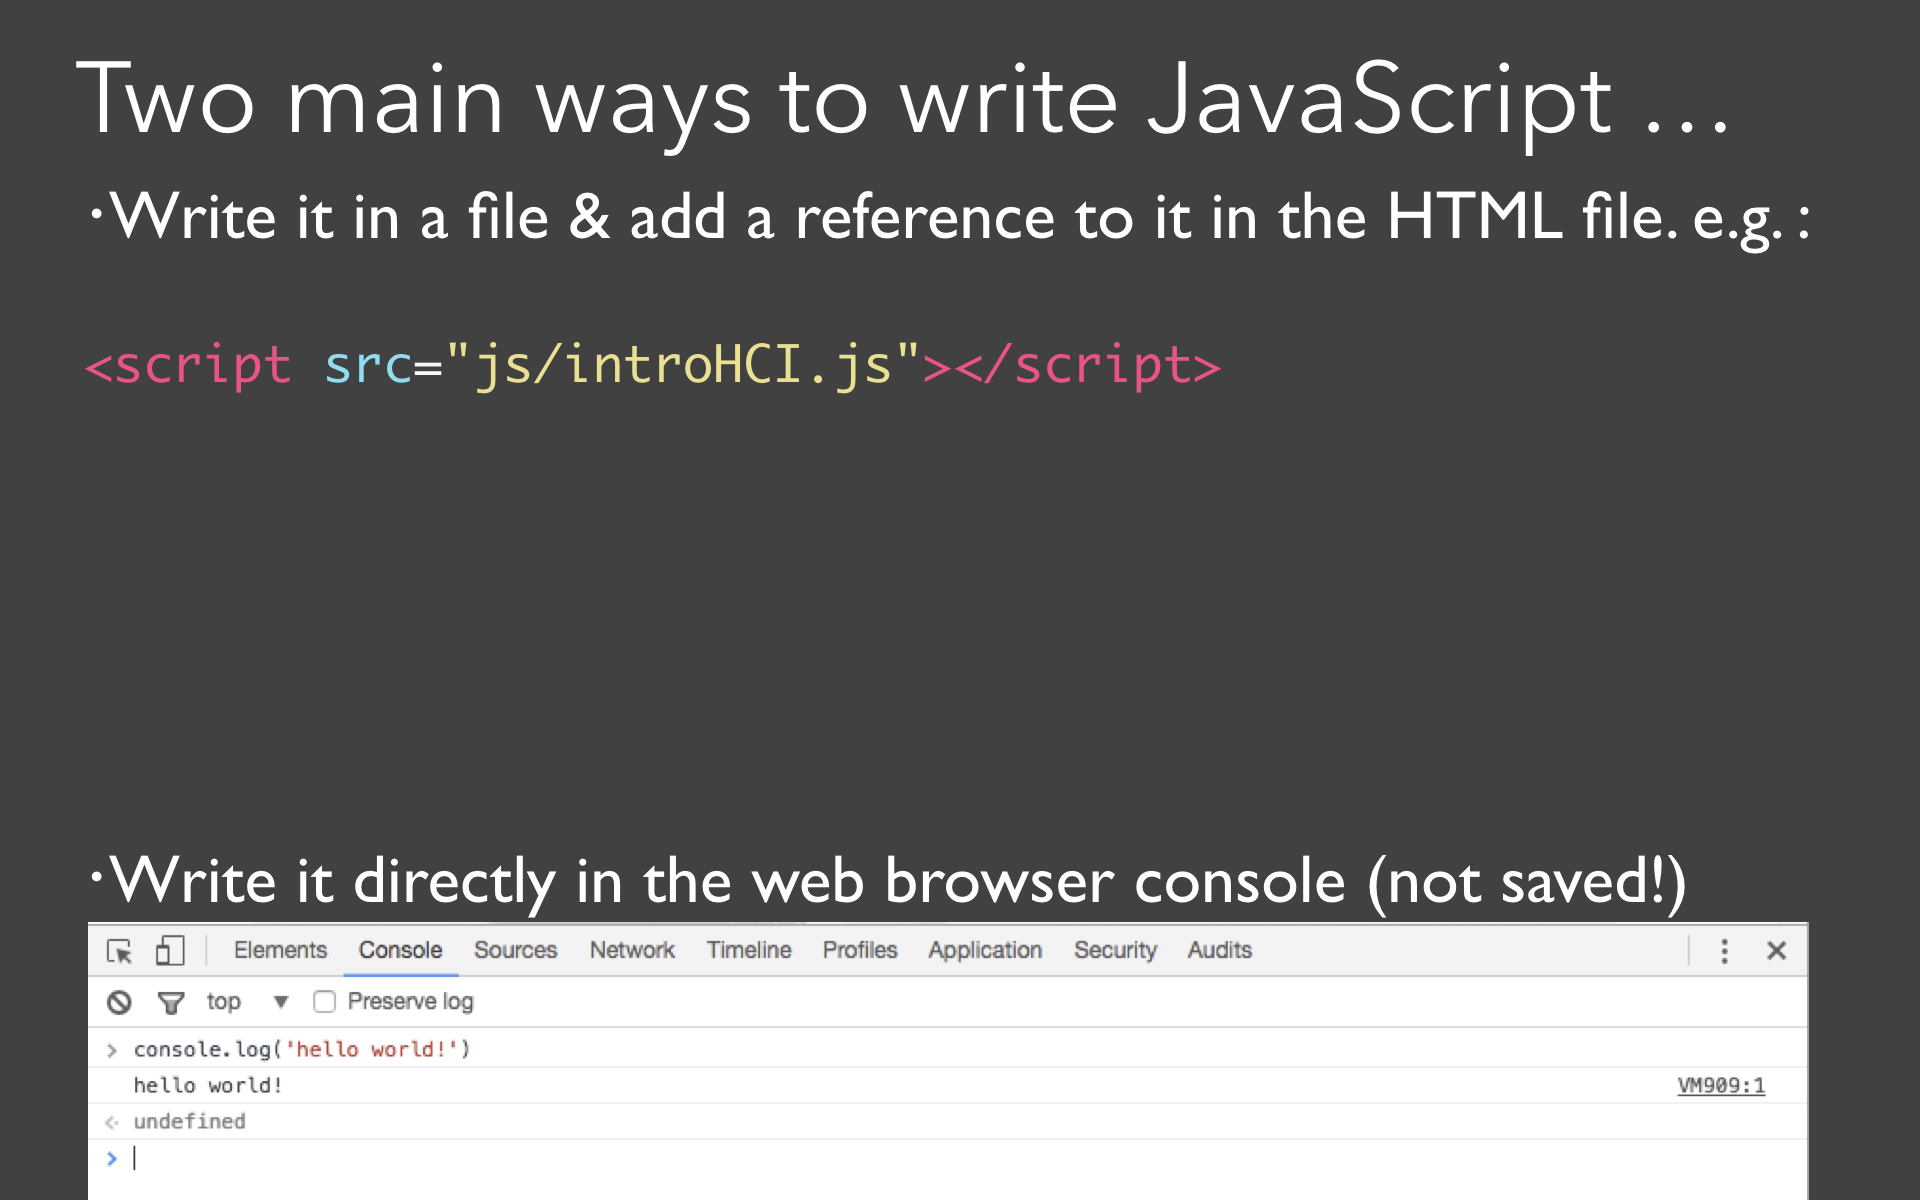 Two main ways to write JavaScript …
•Write it in a file & add a reference to it in the HTML file. e.g. :
<script src="js/introHCI.js"></script>
•Write it directly in the web browser console (not saved!)
Elements Console Sources Network Timeline Profiles Application Security Audits
top ▼ Preserve log
> console.log('hello world!')
hello world! VM909:1
undefined
>